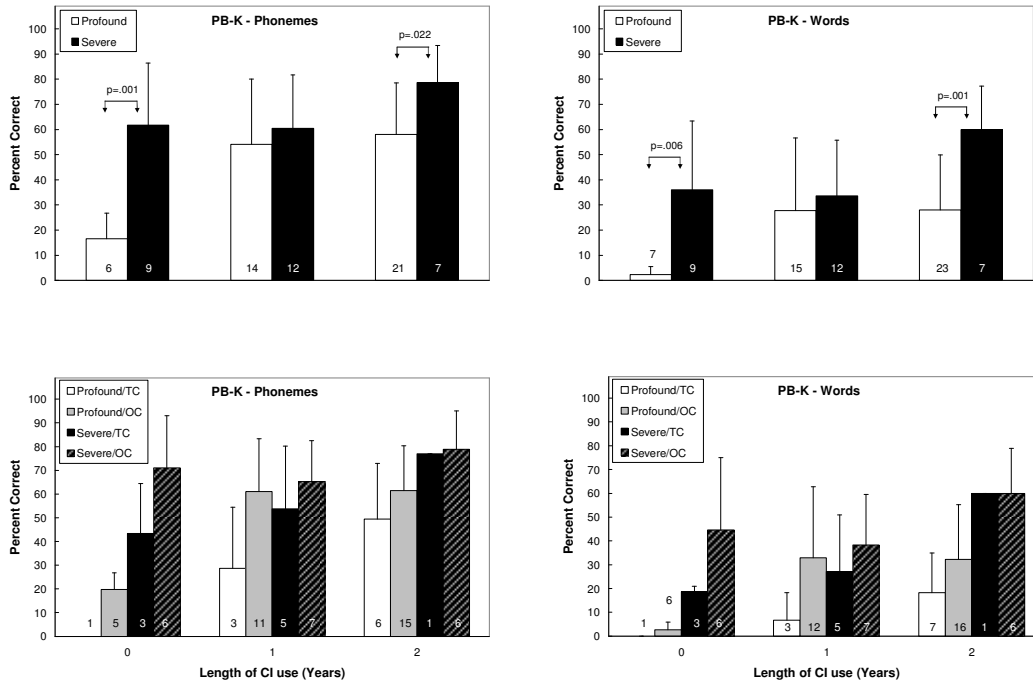 PB-K - Phonemes
Profound
Severe
Percent Correct
100
90
80
70
60
50
40
30
20
10
0
p=.001
p=.022
6 9 14 12 21 7
PB-K - Words
Profound
Severe
Percent Correct
100
90
80
70
60
50
40
30
20
10
0
p=.006
p=.001
7 9 15 12 23 7
PB-K - Phonemes
Profound/TC
Profound/OC
Severe/TC
Severe/OC
Percent Correct
100
90
80
70
60
50
40
30
20
10
0
1 5 3 6 3 11 5 7 6 15 1 6
0 1 2
Length of CI use (Years)
PB-K - Words
Profound/TC
Profound/OC
Severe/TC
Severe/OC
Percent Correct
100
90
80
70
60
50
40
30
20
10
0
1 6 3 6 3 12 5 7 7 16 1 6
0 1 2
Length of CI use (Years)